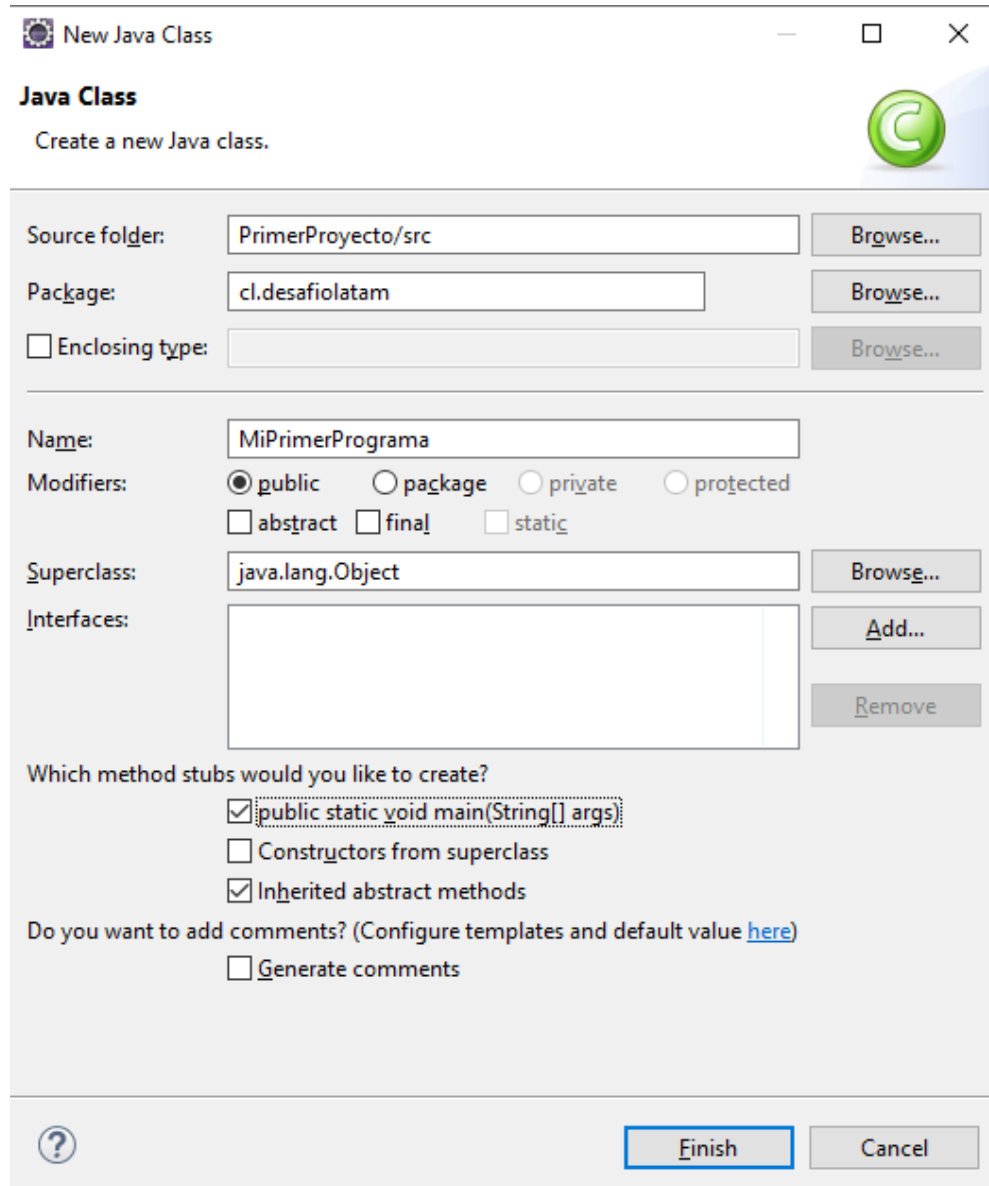 New Java Class
Java Class
Create a new Java class.
C
Source folder: PrimerProyecto/src Browse...
Package: cl.desafiolatam Browse...
Enclosing type: Browse...
Name: MiPrimerPrograma
Modifiers: public package private protected
abstract final static
Superclass: java.lang.Object Browse...
Interfaces: Add...
Remove
Which method stubs would you like to create?
public static void main(String[] args)
Constructors from superclass
Inherited abstract methods
Do you want to add comments? (Configure templates and default value here)
Generate comments
? Finish Cancel